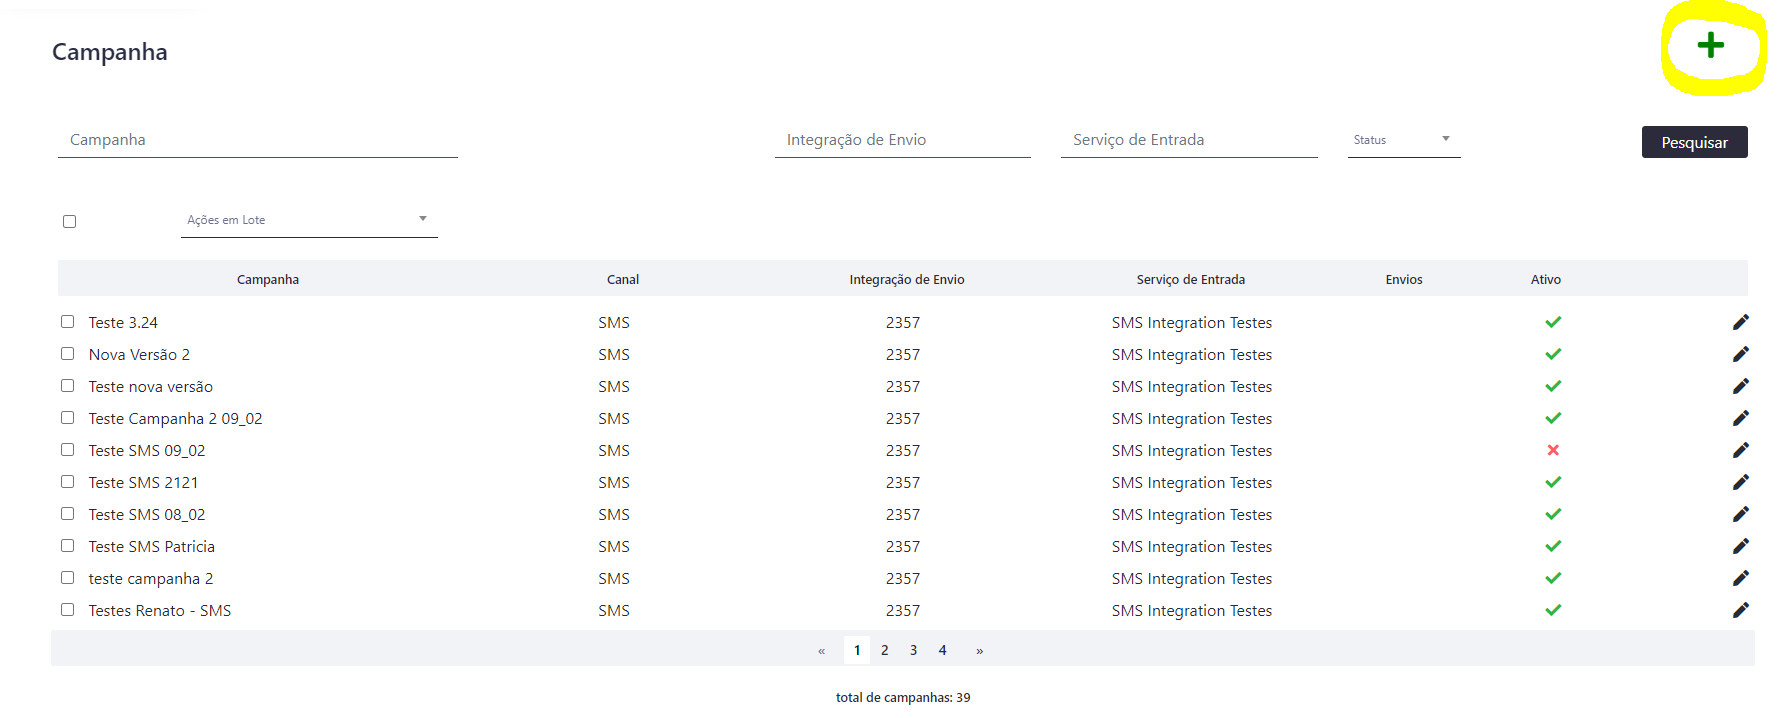 Campanha
Campanha Integração de Envio Serviço de Entrada Status Pesquisar
Ações em Lote
Campanha Canal Integração de Envio Serviço de Entrada Envios Ativo
Teste 3.24 SMS 2357 SMS Integration Testes
Nova Versão 2 SMS 2357 SMS Integration Testes
Teste nova versão SMS 2357 SMS Integration Testes
Teste Campanha 2 09_02 SMS 2357 SMS Integration Testes
Teste SMS 09_02 SMS 2357 SMS Integration Testes
Teste SMS 2121 SMS 2357 SMS Integration Testes
Teste SMS 08_02 SMS 2357 SMS Integration Testes
Teste SMS Patricia SMS 2357 SMS Integration Testes
teste campanha 2 SMS 2357 SMS Integration Testes
Testes Renato - SMS SMS 2357 SMS Integration Testes
« 1 2 3 4 »
total de campanhas: 39